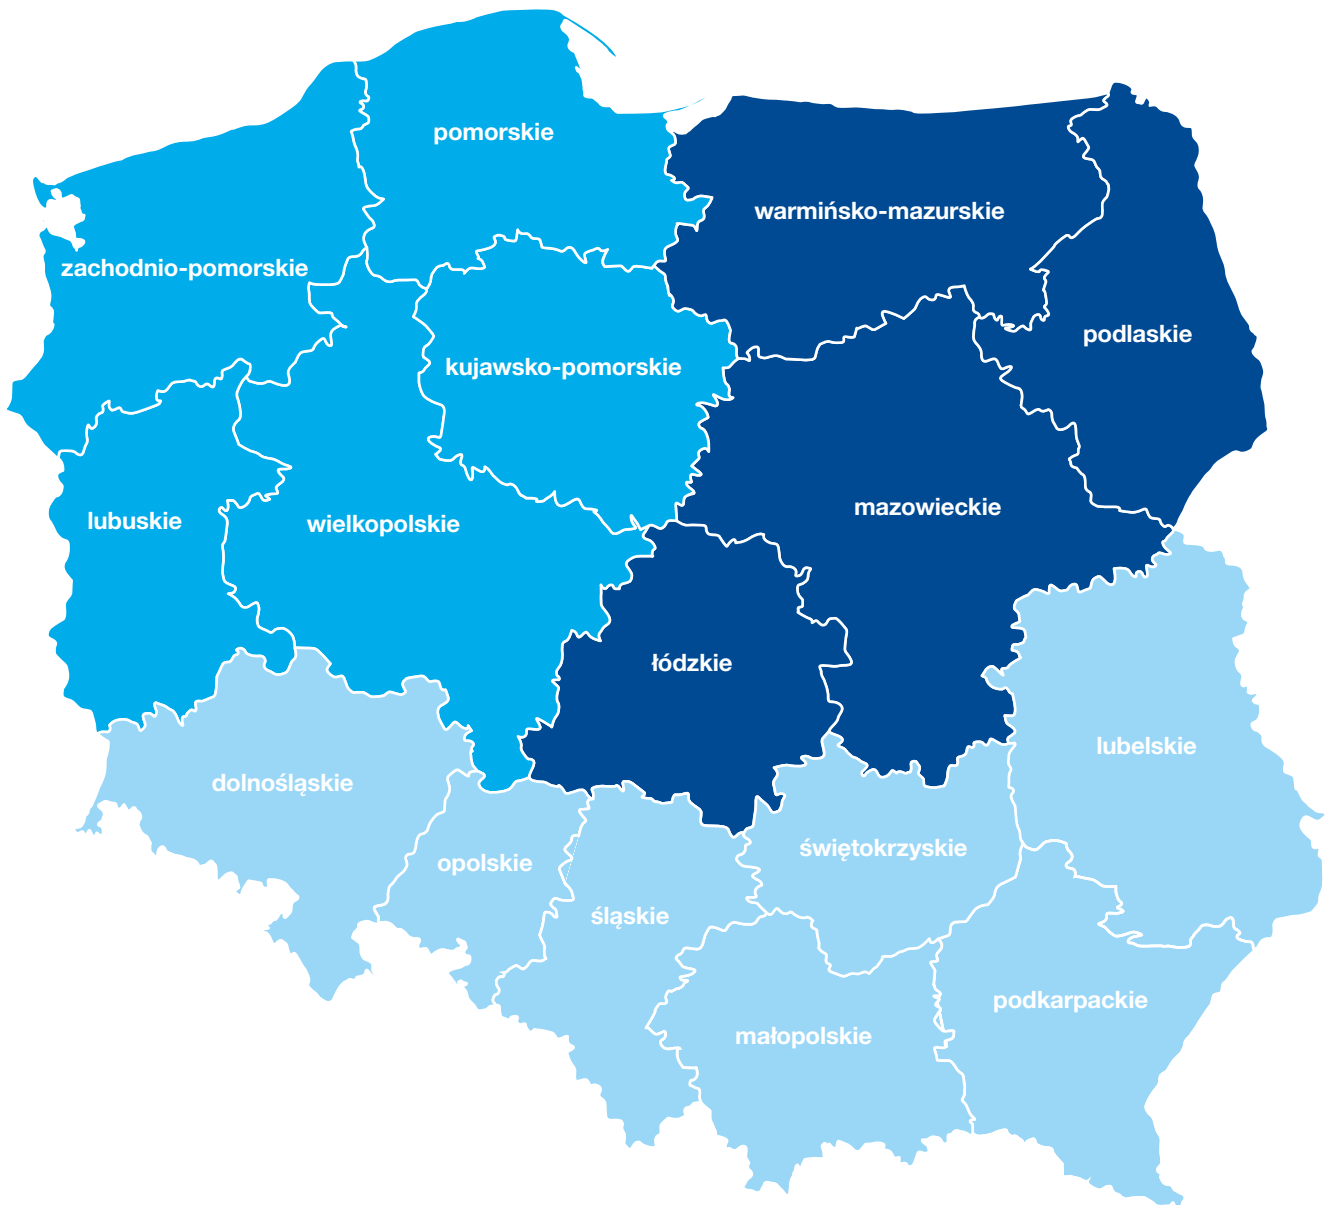 pomorskie
warmińsko-mazurskie
zachodnio-pomorskie
podlaskie
kujawsko-pomorskie
mazowieckie
lubuskie
wielkopolskie
łódzkie
lubelskie
dolnośląskie
świętokrzyskie
opolskie
śląskie
podkarpackie
małopolskie